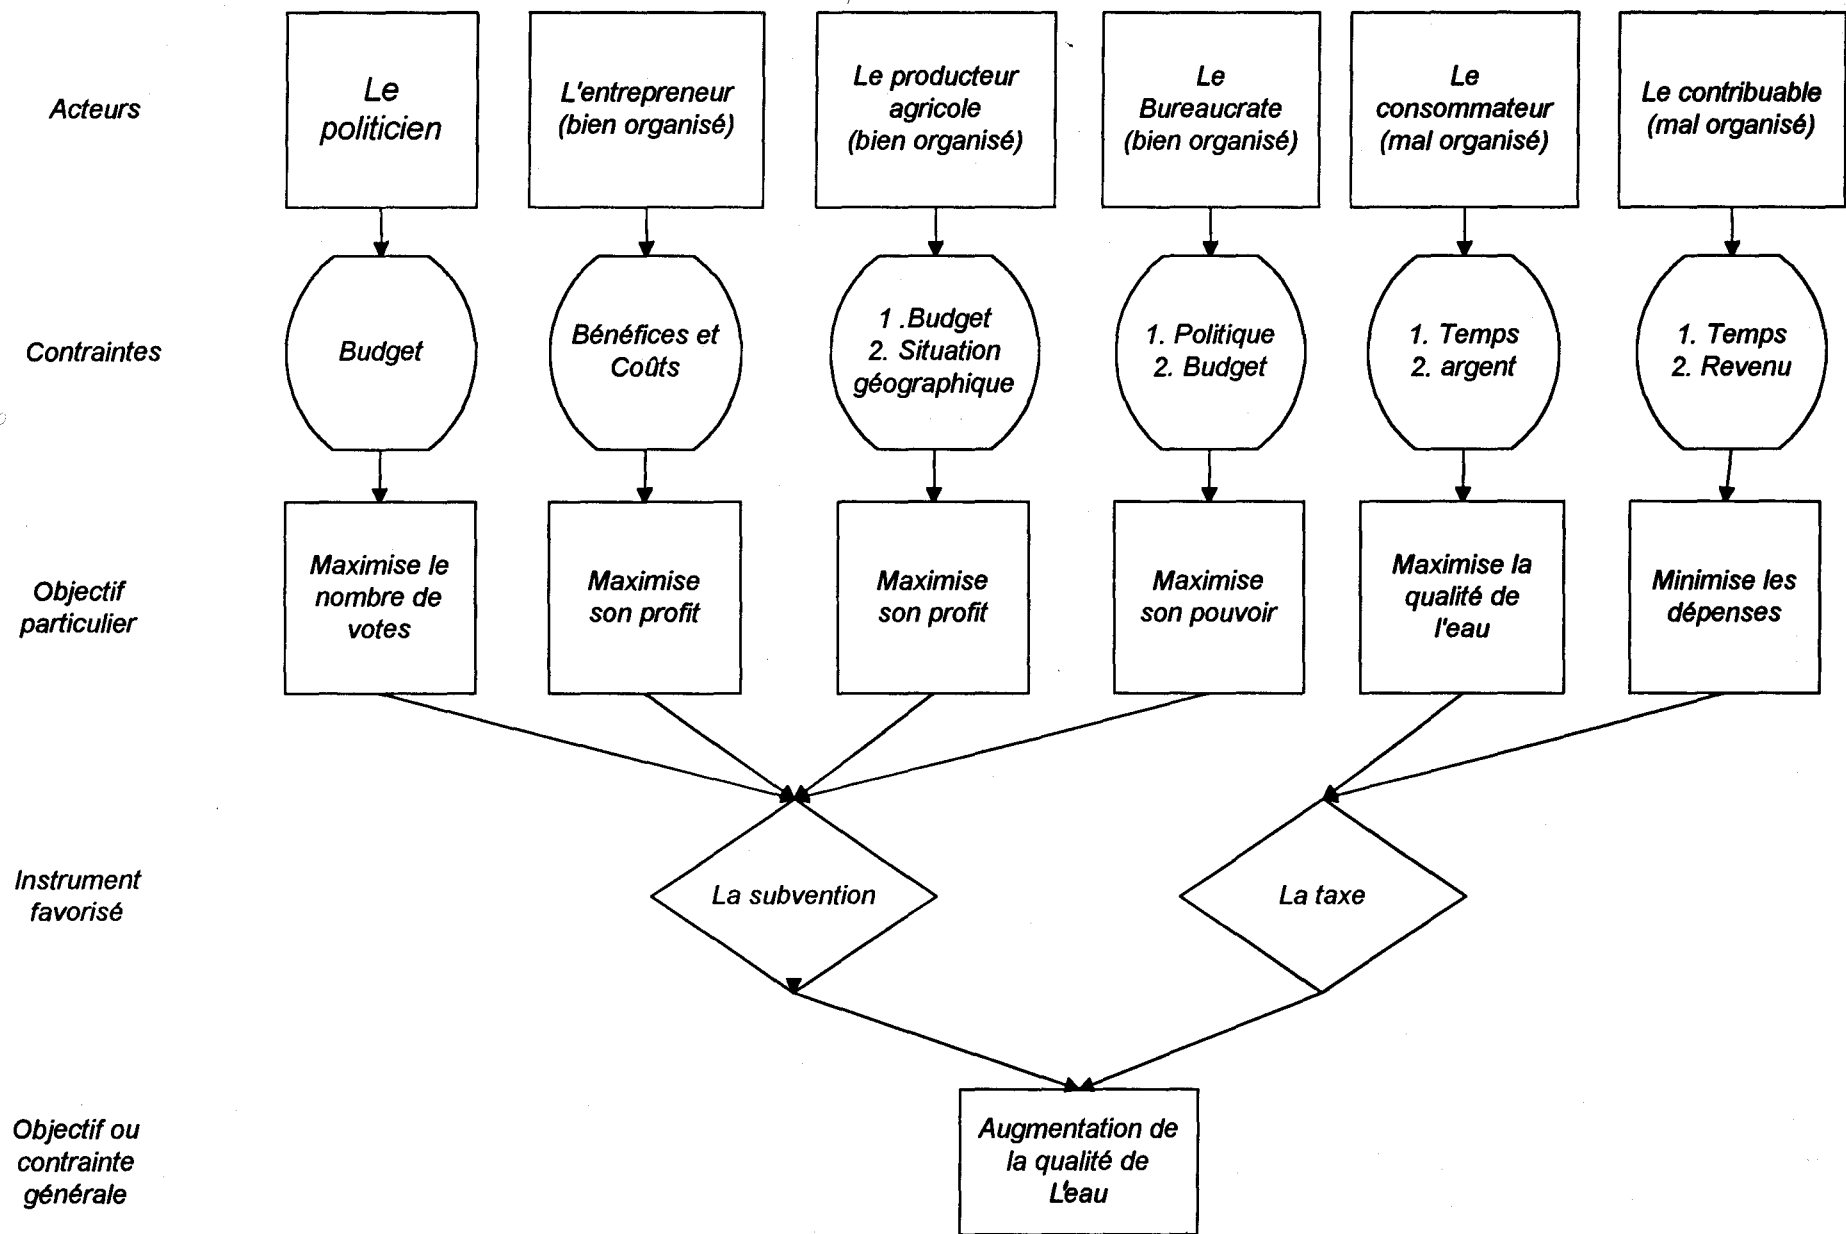 Acteurs
Le
politicien
L'entrepreneur
(bien organisé)
Le producteur
agricole
(bien organisé)
Le
Bureaucrate
(bien organisé)
Le
consommateur
(mal organisé)
Le contribuable
(mal organisé)
Contraintes
Budget
Bénéfices et
Coûts
1 .Budget
2. Situation
géographique
1. Politique
2. Budget
1. Temps
2. argent
1. Temps
2. Revenu
Objectif
particulier
Maximise le
nombre de
votes
Maximise
son profit
Maximise
son profit
Maximise
son pouvoir
Maximise la
qualité de
l'eau
Minimise les
dépenses
Instrument
favorisé
La subvention
La taxe
Objectif ou
contrainte
générale
Augmentation de
la qualité de
L'eau